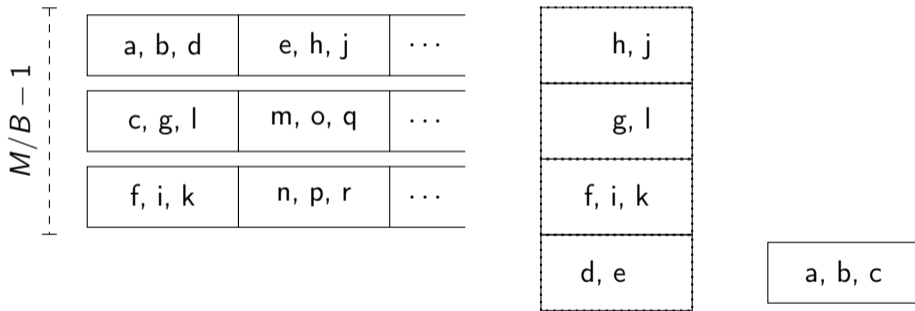 a, b, d e, h, j ··· h, j
M/B − 1
c, g, l m, o, q ··· g, l
f, i, k n, p, r ··· f, i, k
d, e a, b, c